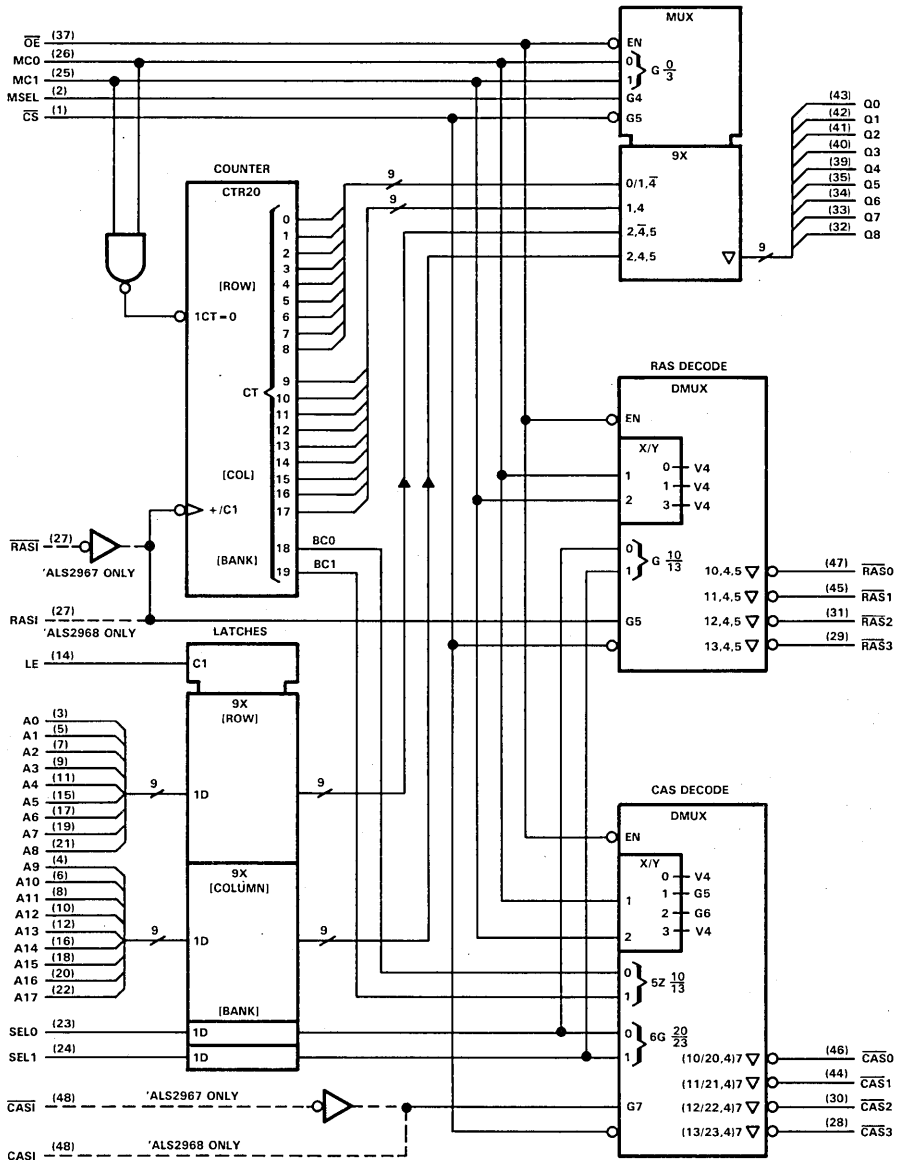 MUX
OE (37)
MC0 (26)
MC1 (25)
MSEL (2)
CS (1)
EN
0
1
G 0/3
G4
G5
9X
0/1,4
1,4
2,4,5
2,4,5
▽
9
(43) Q0
(42) Q1
(41) Q2
(40) Q3
(39) Q4
(35) Q5
(34) Q6
(33) Q7
(32) Q8
COUNTER
CTR20
9
9
0
1
2
3
4
5
6
7
8
[ROW]
1CT=0
9
10
11
12
13
14
15
16
17
CT
[COL]
+/C1
[BANK]
18 BC0
19 BC1
RASI (27)
'ALS2967 ONLY
RASI (27)
'ALS2968 ONLY
RAS DECODE
DMUX
EN
X/Y
1
2
0 V4
1 V4
3 V4
0
1
G 10/13
G5
10,4,5 ▽ (47) RAS0
11,4,5 ▽ (45) RAS1
12,4,5 ▽ (31) RAS2
13,4,5 ▽ (29) RAS3
LATCHES
LE (14)
C1
9X
[ROW]
A0 (3)
A1 (5)
A2 (7)
A3 (9)
A4 (11)
A5 (15)
A6 (17)
A7 (19)
A8 (21)
9
1D
9
A9 (4)
A10 (6)
A11 (8)
A12 (10)
A13 (12)
A14 (16)
A15 (18)
A16 (20)
A17 (22)
9X
[COLUMN]
9
1D
9
[BANK]
SEL0 (23)
1D
SEL1 (24)
1D
CASI (48)
'ALS2967 ONLY
CASI (48)
'ALS2968 ONLY
CAS DECODE
DMUX
EN
X/Y
1
2
0 V4
1 G5
2 G6
3 V4
0
1
5Z 10/13
0
1
6G 20/23
G7
(10/20,4)7 ▽ (46) CAS0
(11/21,4)7 ▽ (44) CAS1
(12/22,4)7 ▽ (30) CAS2
(13/23,4)7 ▽ (28) CAS3